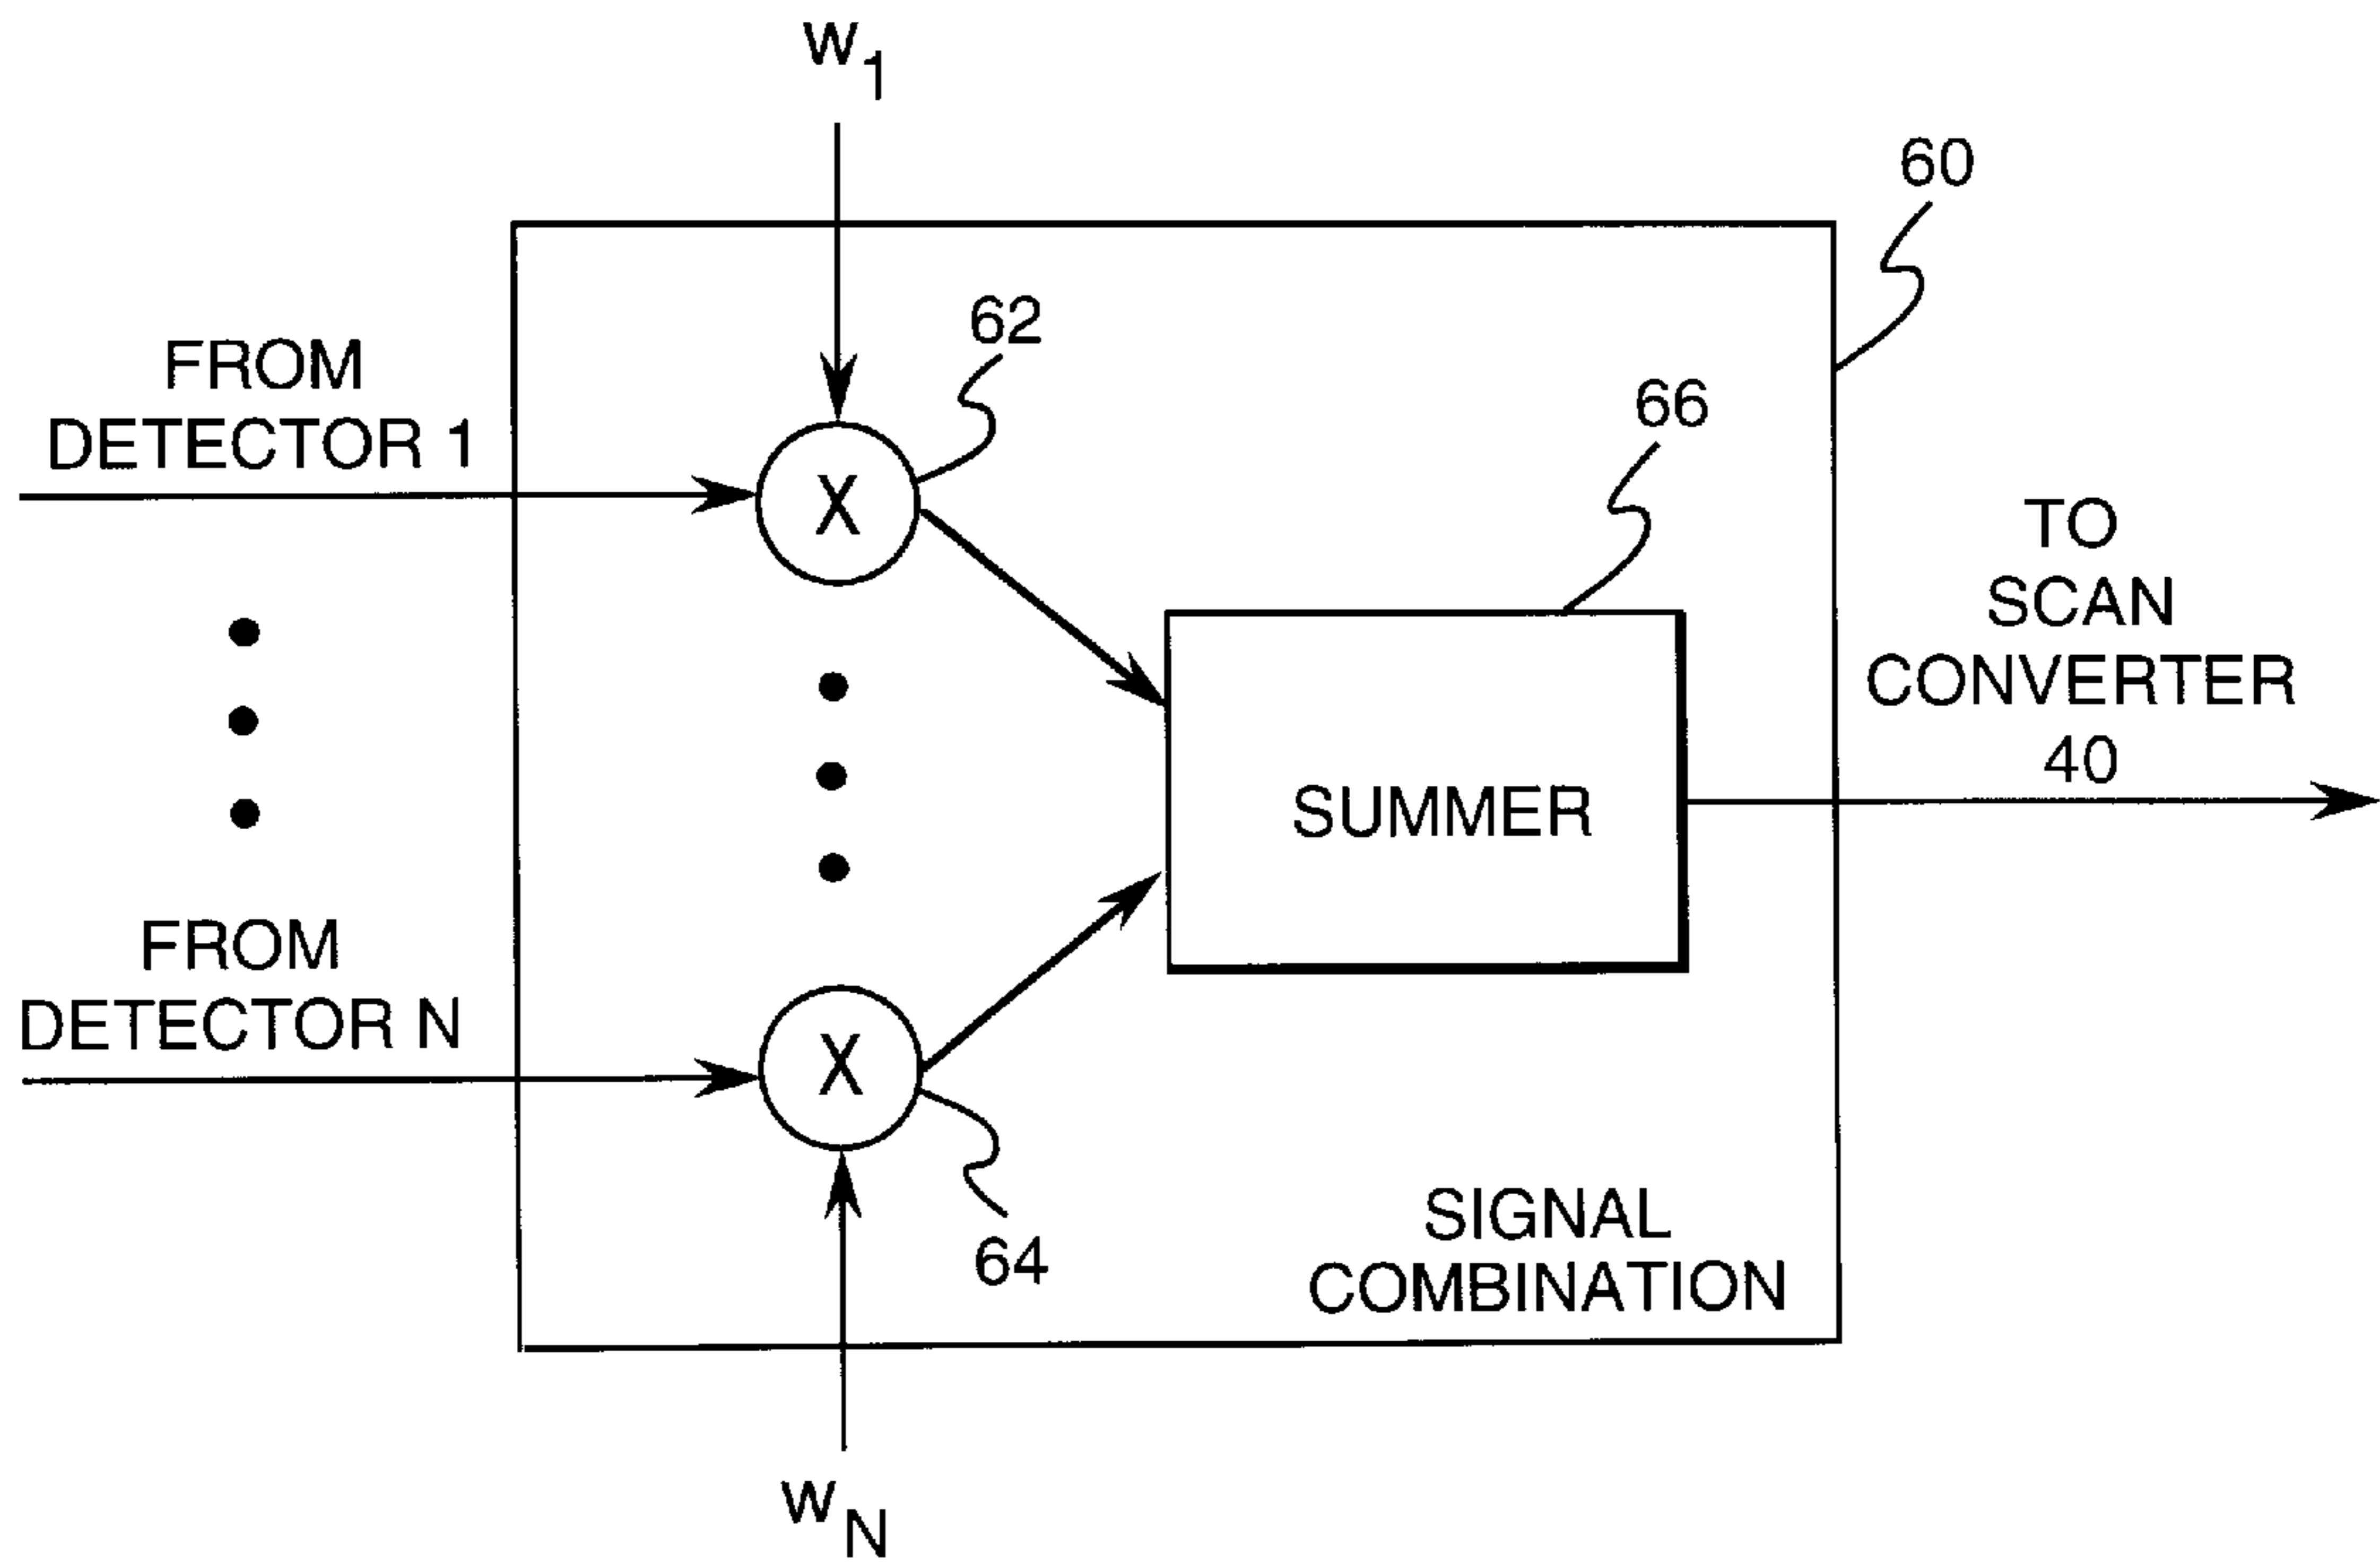 w1
60
62
FROM
DETECTOR 1
66
X
TO
SCAN
CONVERTER
40
SUMMER
FROM
DETECTOR N
X
64
SIGNAL
COMBINATION
wN